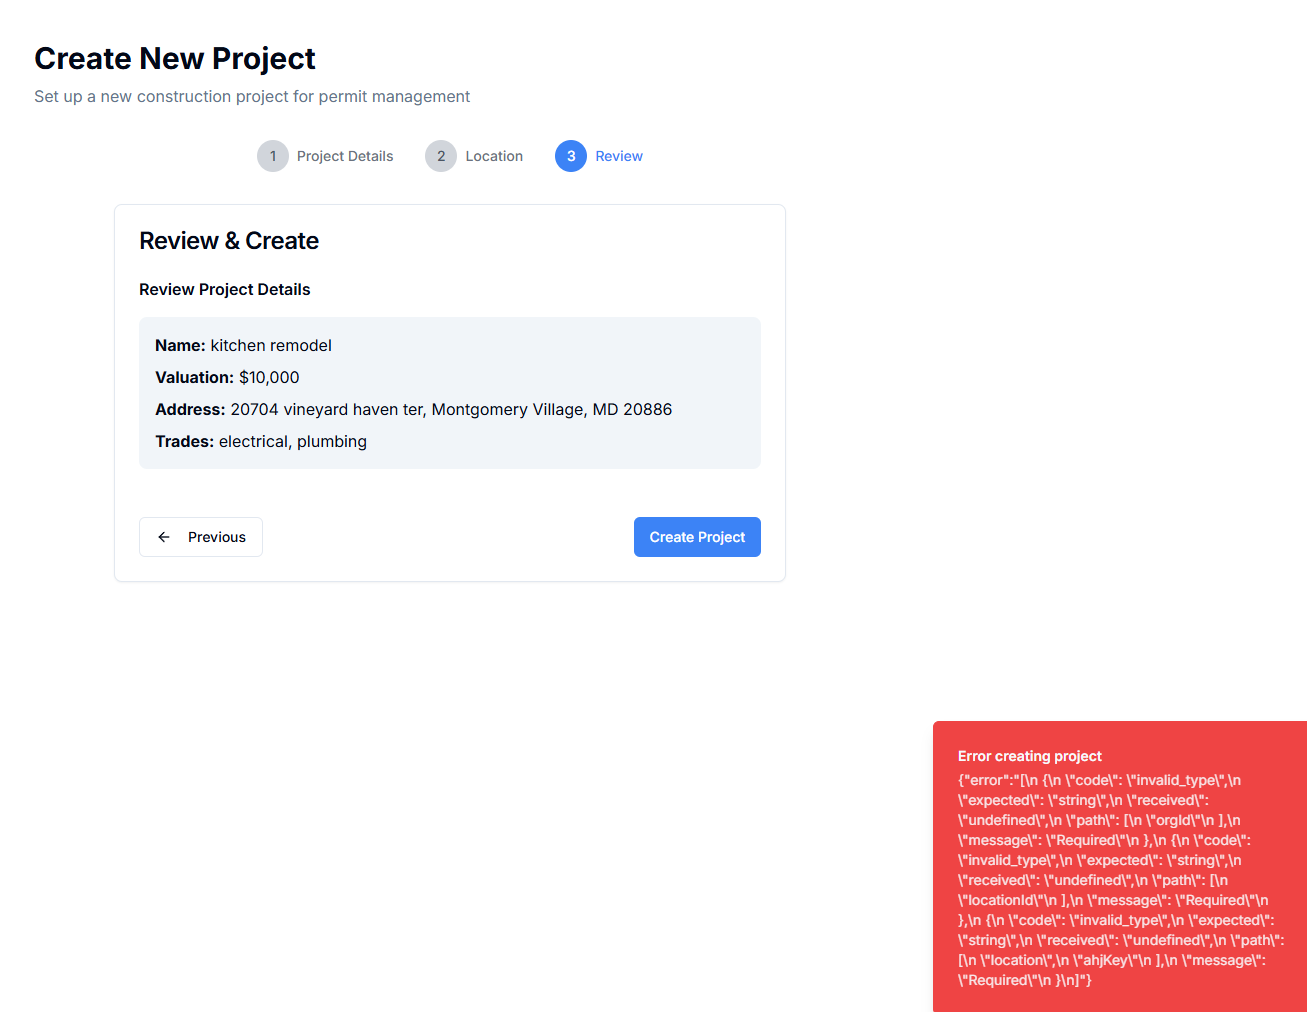 Create New Project
Set up a new construction project for permit management
1 Project Details 2 Location 3 Review
Review & Create
Review Project Details
Name: kitchen remodel
Valuation: $10,000
Address: 20704 vineyard haven ter, Montgomery Village, MD 20886
Trades: electrical, plumbing
Previous Create Project
Error creating project
{"error":"[\n {\n \"code\": \"invalid_type\",\n
\"expected\": \"string\",\n \"received\":
\"undefined\",\n \"path\": [\n \"orgId\"\n ],\n
\"message\": \"Required\"\n },\n {\n \"code\":
\"invalid_type\",\n \"expected\": \"string\",\n
\"received\": \"undefined\",\n \"path\": [\n
\"locationId\"\n ],\n \"message\": \"Required\"\n
},\n {\n \"code\": \"invalid_type\",\n \"expected\":
\"string\",\n \"received\": \"undefined\",\n \"path\":
[\n \"location\",\n \"ahjKey\"\n ],\n \"message\":
\"Required\"\n }\n]"}